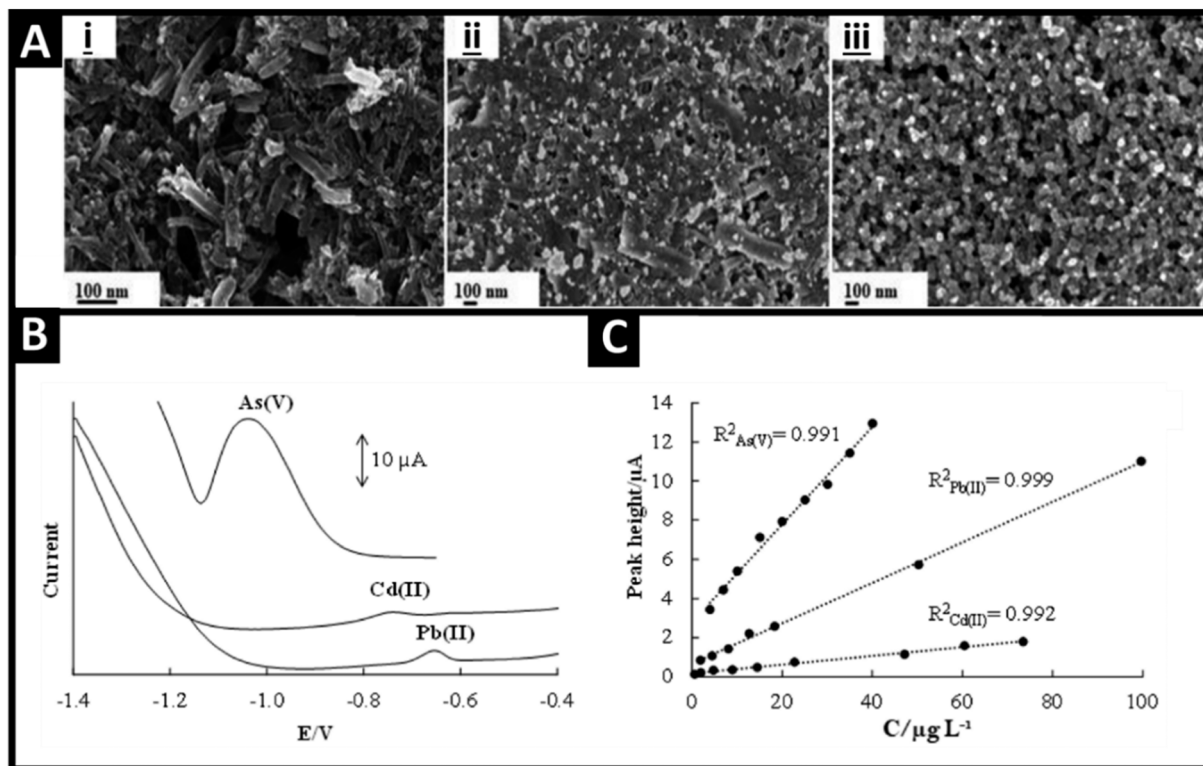 A
i
ii
iii
100 nm
100 nm
100 nm
B
C
As(V)
10 µA
Cd(II)
Pb(II)
Current
-1.4
-1.2
-1.0
-0.8
-0.6
-0.4
E/V
14
12
10
8
6
4
2
0
R²As(V)= 0.991
R²Pb(II)= 0.999
R²Cd(II)= 0.992
Peak height/µA
0
20
40
60
80
100
C/µg L⁻¹